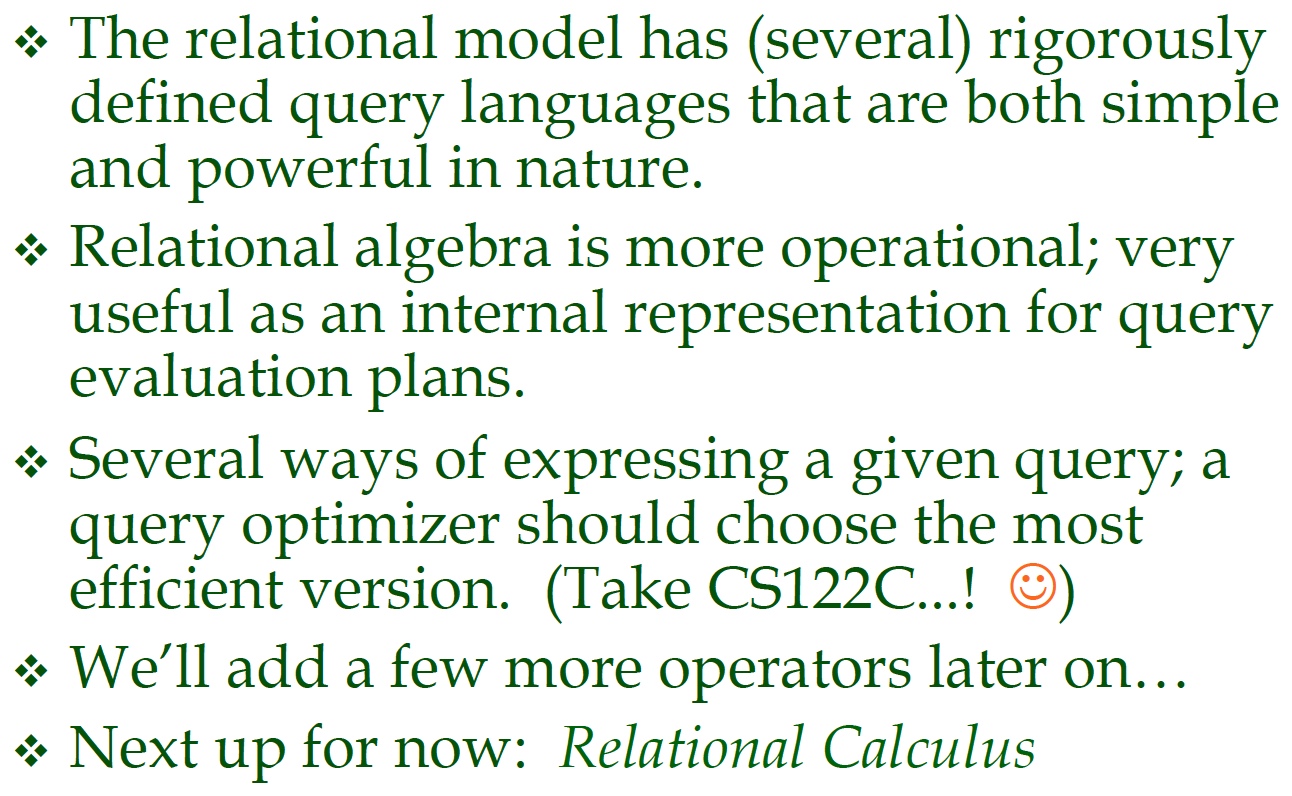 ❖ The relational model has (several) rigorously
defined query languages that are both simple
and powerful in nature.
❖ Relational algebra is more operational; very
useful as an internal representation for query
evaluation plans.
❖ Several ways of expressing a given query; a
query optimizer should choose the most
efficient version.  (Take CS122C...!  ☺)
❖ We’ll add a few more operators later on…
❖ Next up for now:  Relational Calculus